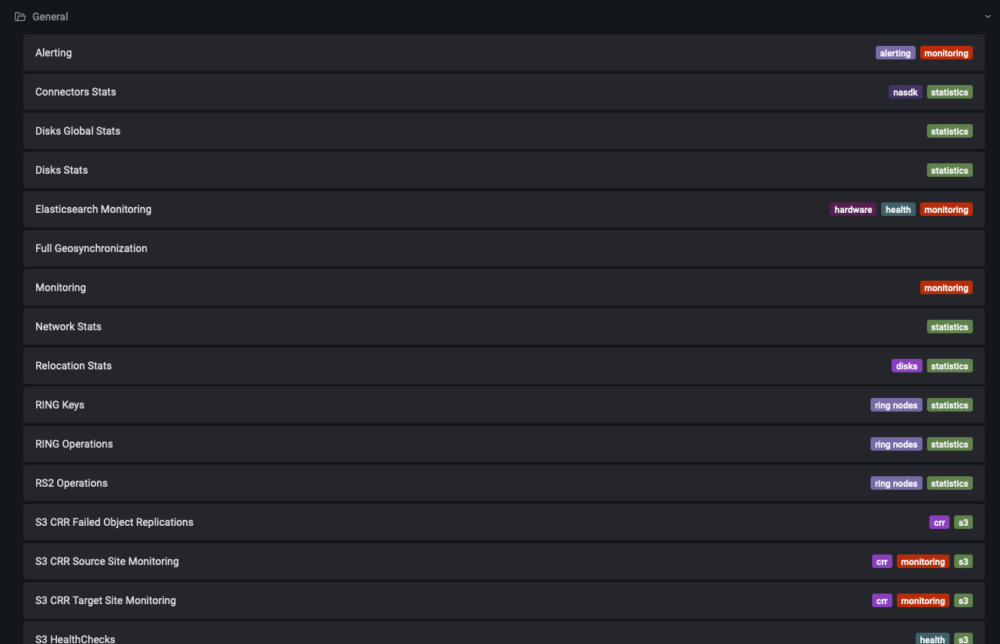 General
Alerting alerting monitoring
Connectors Stats nasdk statistics
Disks Global Stats statistics
Disks Stats statistics
Elasticsearch Monitoring hardware health monitoring
Full Geosynchronization
Monitoring monitoring
Network Stats statistics
Relocation Stats disks statistics
RING Keys ring nodes statistics
RING Operations ring nodes statistics
RS2 Operations ring nodes statistics
S3 CRR Failed Object Replications crr s3
S3 CRR Source Site Monitoring crr monitoring s3
S3 CRR Target Site Monitoring crr monitoring s3
S3 HealthChecks health s3